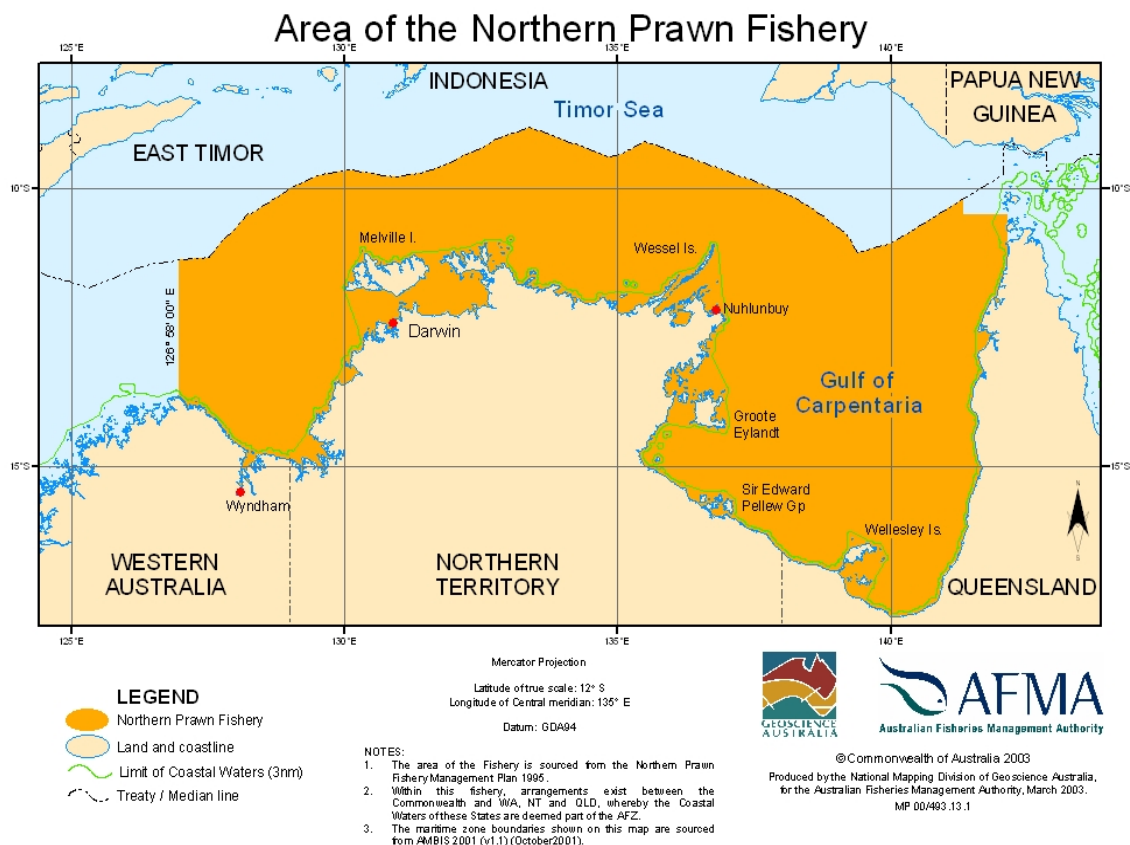 Area of the Northern Prawn Fishery
125°E
130°E
135°E
140°E
INDONESIA
PAPUA NEW
GUINEA
Timor Sea
EAST TIMOR
10°S
10°S
Melville I.
Wessel Is.
126° 58' 00" E
Nuhlunbuy
Darwin
Gulf of
Carpentaria
Groote
Eylandt
15°S
15°S
Sir Edward
Pellew Gp
Wyndham
Wellesley Is.
N
S
WESTERN
AUSTRALIA
NORTHERN
TERRITORY
QUEENSLAND
125°E
130°E
135°E
140°E
LEGEND
Northern Prawn Fishery
Land and coastline
Limit of Coastal Waters (3nm)
Treaty / Median line
Mercator Projection
Latitude of true scale: 12° S
Longitude of Central meridian: 135° E
Datum: GDA94
NOTES:
1. The area of the Fishery is sourced from the Northern Prawn
Fishery Management Plan 1995.
2. Within this fishery, arrangements exist between the
Commonwealth and WA, NT and QLD, whereby the Coastal
Waters of these States are deemed part of the AFZ.
3. The maritime zone boundaries shown on this map are sourced
from AMBIS 2001 (v1.1) (October2001).
GEOSCIENCE
AUSTRALIA
AFMA
Australian Fisheries Management Authority
©Commonwealth of Australia 2003
Produced by the National Mapping Division of Geoscience Australia,
for the Australian Fisheries Management Authority, March 2003.
MP 00/493.13.1